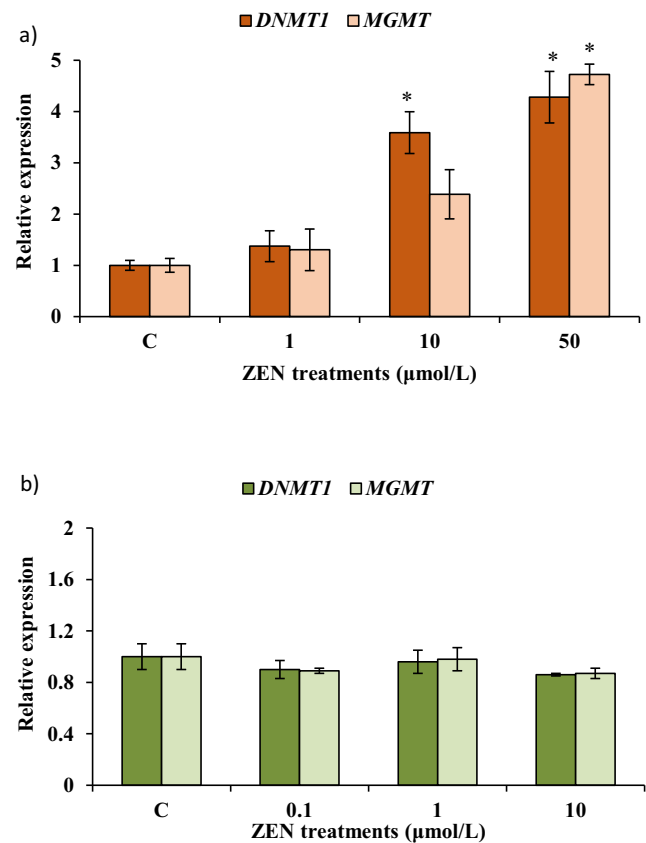 a)
DNMT1 MGMT
5
4
3
2
1
0
Relative expression
* * *
C 1 10 50
ZEN treatments (µmol/L)
b)
DNMT1 MGMT
2
1.6
1.2
0.8
0.4
0
Relative expression
C 0.1 1 10
ZEN treatments (µmol/L)